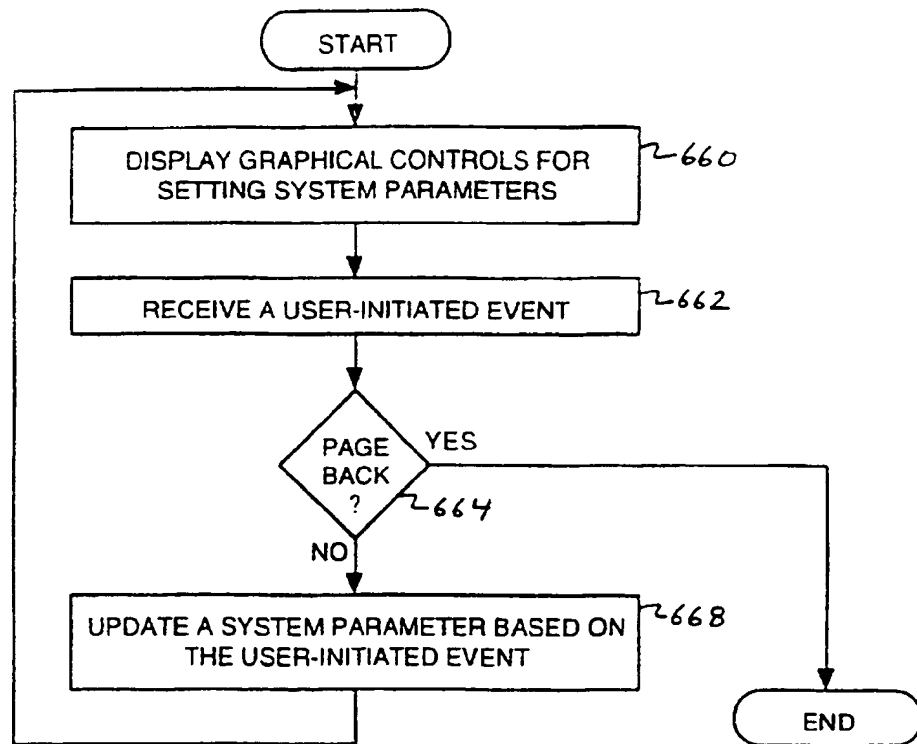 START
DISPLAY GRAPHICAL CONTROLS FOR
SETTING SYSTEM PARAMETERS
660
RECEIVE A USER-INITIATED EVENT
662
PAGE
BACK
?
YES
664
NO
UPDATE A SYSTEM PARAMETER BASED ON
THE USER-INITIATED EVENT
668
END